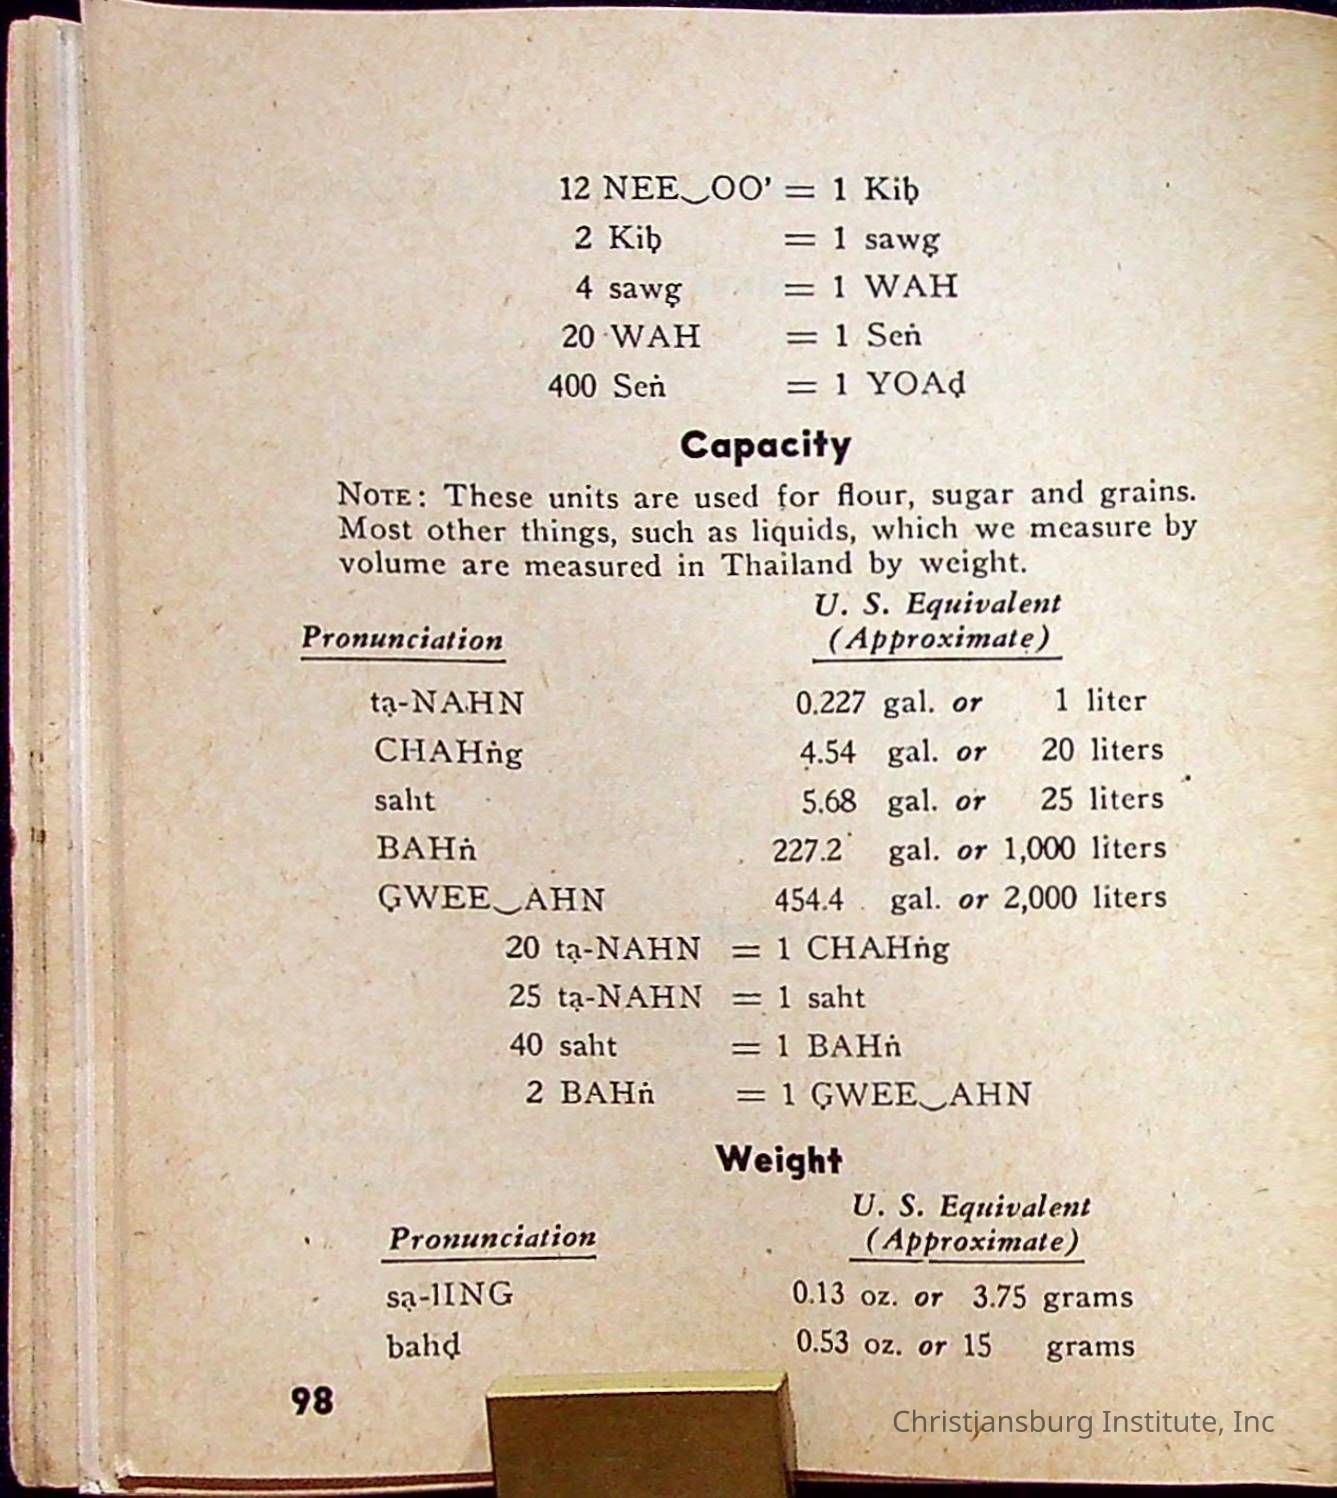 12 NEE‿OO’ = 1 Kiḅ
2 Kiḅ = 1 sawg̣
4 sawg̣ = 1 WAH
20 WAH = 1 Seṅ
400 Seṅ = 1 YOAḍ
Capacity
NOTE: These units are used for flour, sugar and grains.
Most other things, such as liquids, which we measure by
volume are measured in Thailand by weight.
U. S. Equivalent
Pronunciation (Approximate)
tạ-NAHN 0.227 gal. or 1 liter
CHAHṅg 4.54 gal. or 20 liters
saht 5.68 gal. or 25 liters
BAHṅ 227.2 gal. or 1,000 liters
G̣WEE‿AHN 454.4 gal. or 2,000 liters
20 tạ-NAHN = 1 CHAHṅg
25 tạ-NAHN = 1 saht
40 saht = 1 BAHṅ
2 BAHṅ = 1 G̣WEE‿AHN
Weight
U. S. Equivalent
Pronunciation (Approximate)
sạ-lING 0.13 oz. or 3.75 grams
bahḍ 0.53 oz. or 15 grams
98
Christiansburg Institute, Inc